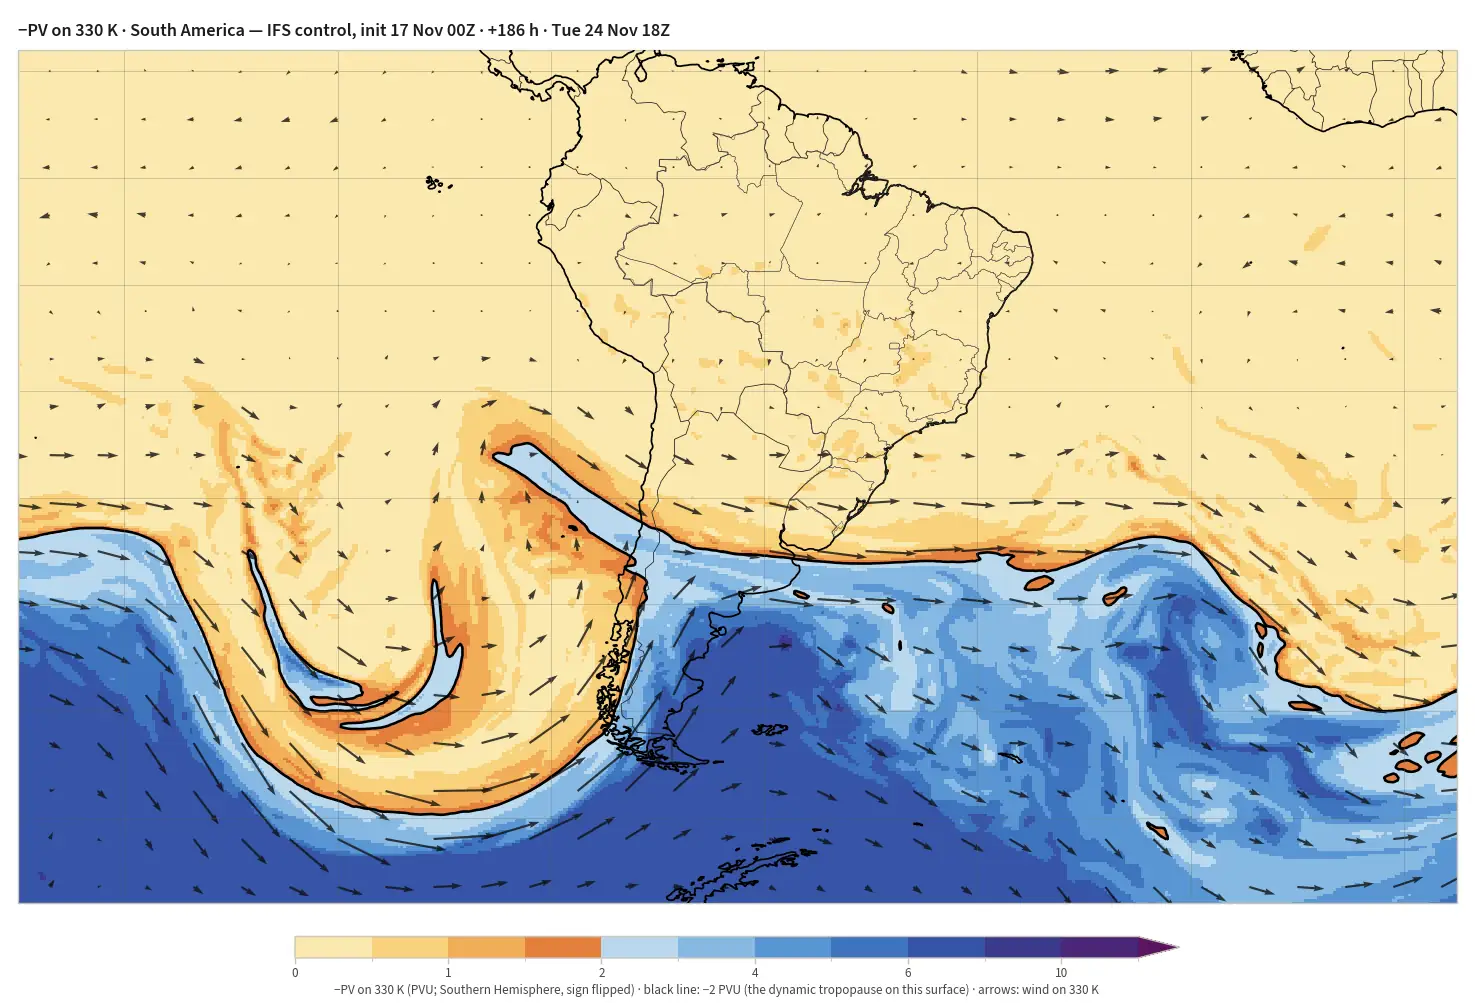 −PV on 330 K · South America — IFS control, init 17 Nov 00Z · +186 h · Tue 24 Nov 18Z
0 1 2 4 6 10
−PV on 330 K (PVU; Southern Hemisphere, sign flipped) · black line: −2 PVU (the dynamic tropopause on this surface) · arrows: wind on 330 K